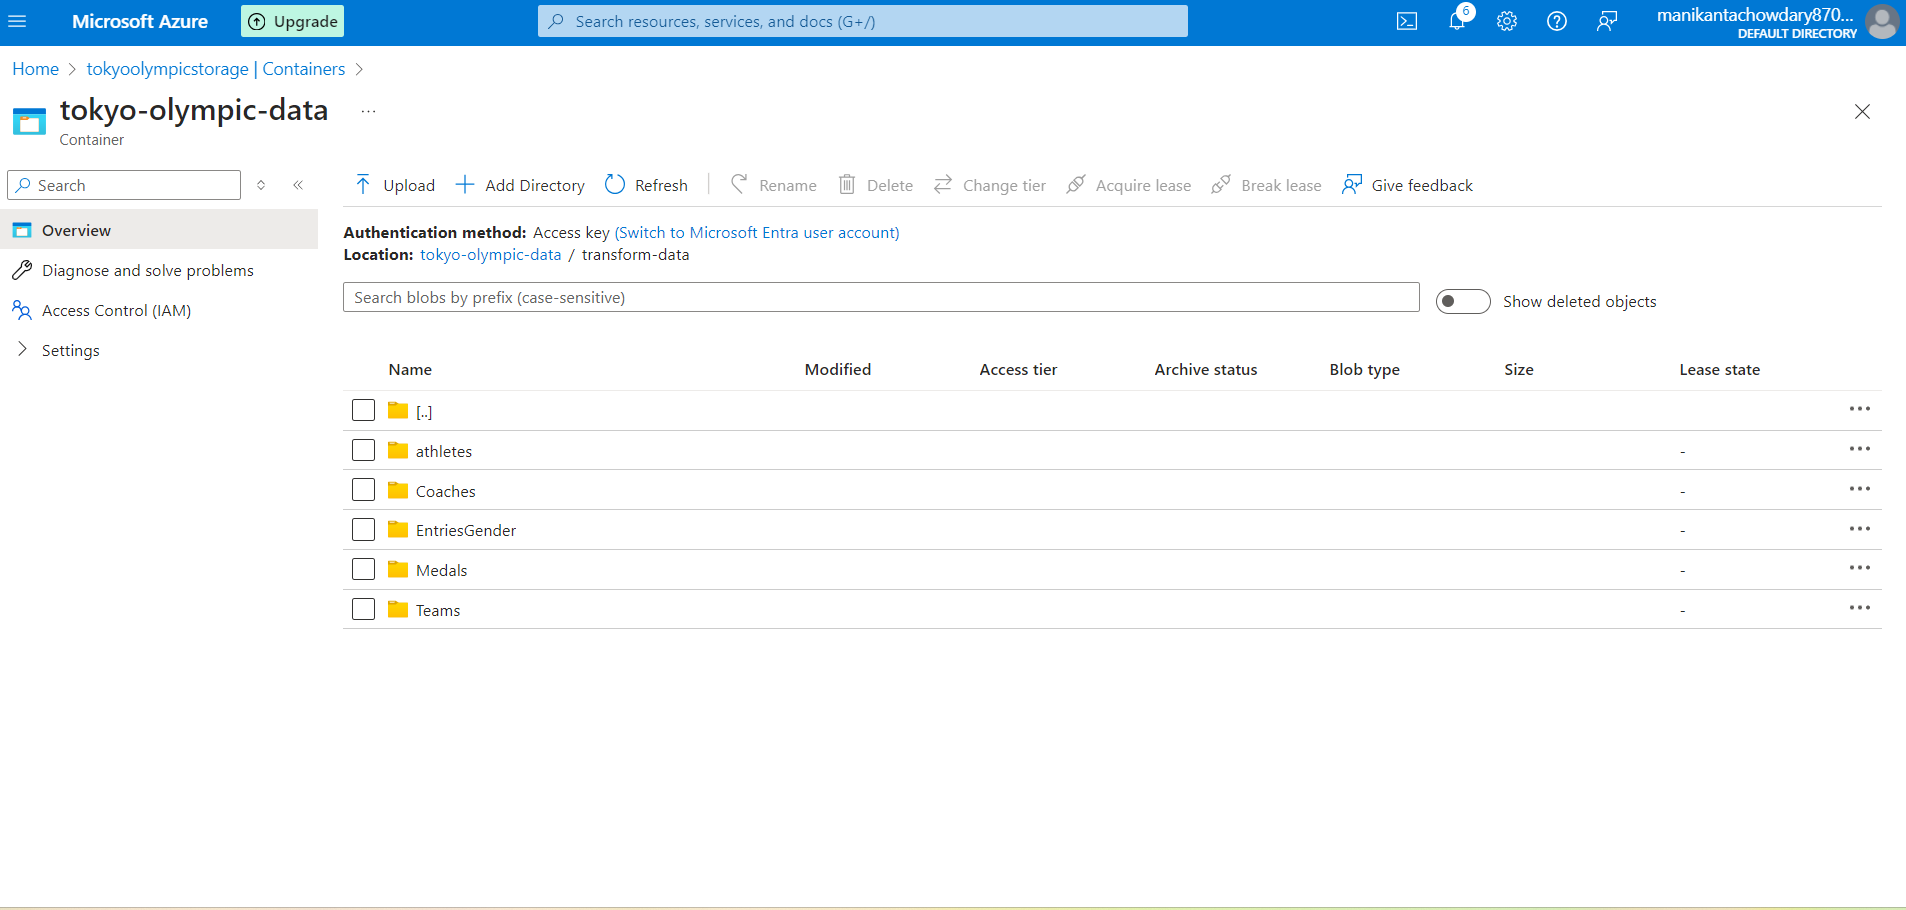 Microsoft Azure Upgrade Search resources, services, and docs (G+/) 6 manikantachowdary870...
DEFAULT DIRECTORY
Home > tokyoolympicstorage | Containers >
tokyo-olympic-data ...
Container
Search Upload Add Directory Refresh Rename Delete Change tier Acquire lease Break lease Give feedback
Overview
Diagnose and solve problems
Access Control (IAM)
Settings
Authentication method: Access key (Switch to Microsoft Entra user account)
Location: tokyo-olympic-data / transform-data
Search blobs by prefix (case-sensitive) Show deleted objects
Name Modified Access tier Archive status Blob type Size Lease state
[..]
athletes -
Coaches -
EntriesGender -
Medals -
Teams -